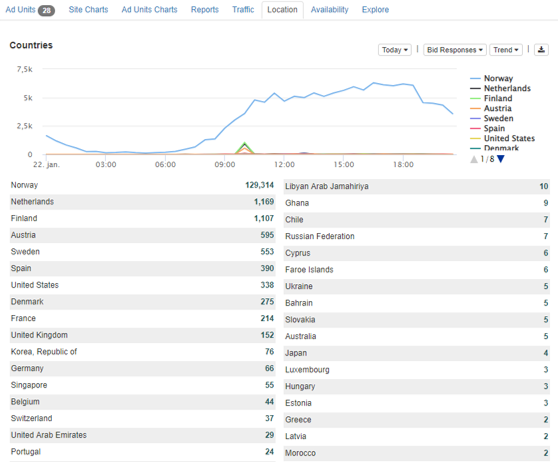 Ad Units 28 Site Charts Ad Units Charts Reports Traffic Location Availability Explore
Countries
Today | Bid Responses Trend |
7,5k
5k
2,5k
0
22. jan. 03:00 06:00 09:00 12:00 15:00 18:00
Norway
Netherlands
Finland
Austria
Sweden
Spain
United States
Denmark
1/8
Norway 129,314
Netherlands 1,169
Finland 1,107
Austria 595
Sweden 553
Spain 390
United States 338
Denmark 275
France 214
United Kingdom 152
Korea, Republic of 76
Germany 66
Singapore 55
Belgium 44
Switzerland 37
United Arab Emirates 29
Portugal 24
Libyan Arab Jamahiriya 10
Ghana 9
Chile 7
Russian Federation 7
Cyprus 6
Faroe Islands 6
Ukraine 5
Bahrain 5
Slovakia 5
Australia 5
Japan 4
Luxembourg 3
Hungary 3
Estonia 3
Greece 2
Latvia 2
Morocco 2